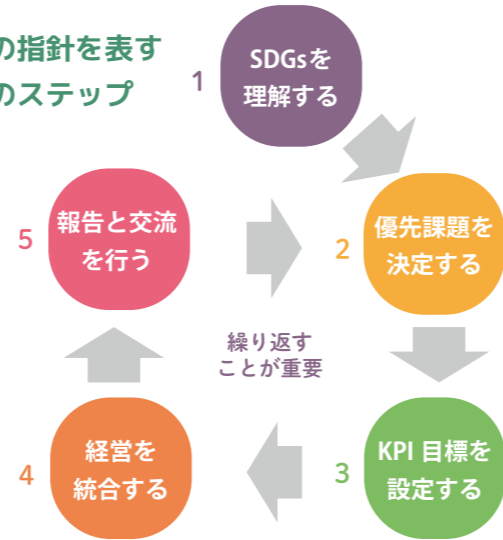 の指針を表す
のステップ
1
SDGsを
理解する
2
優先課題を
決定する
3
KPI 目標を
設定する
4
経営を
統合する
5
報告と交流
を行う
繰り返す
ことが重要